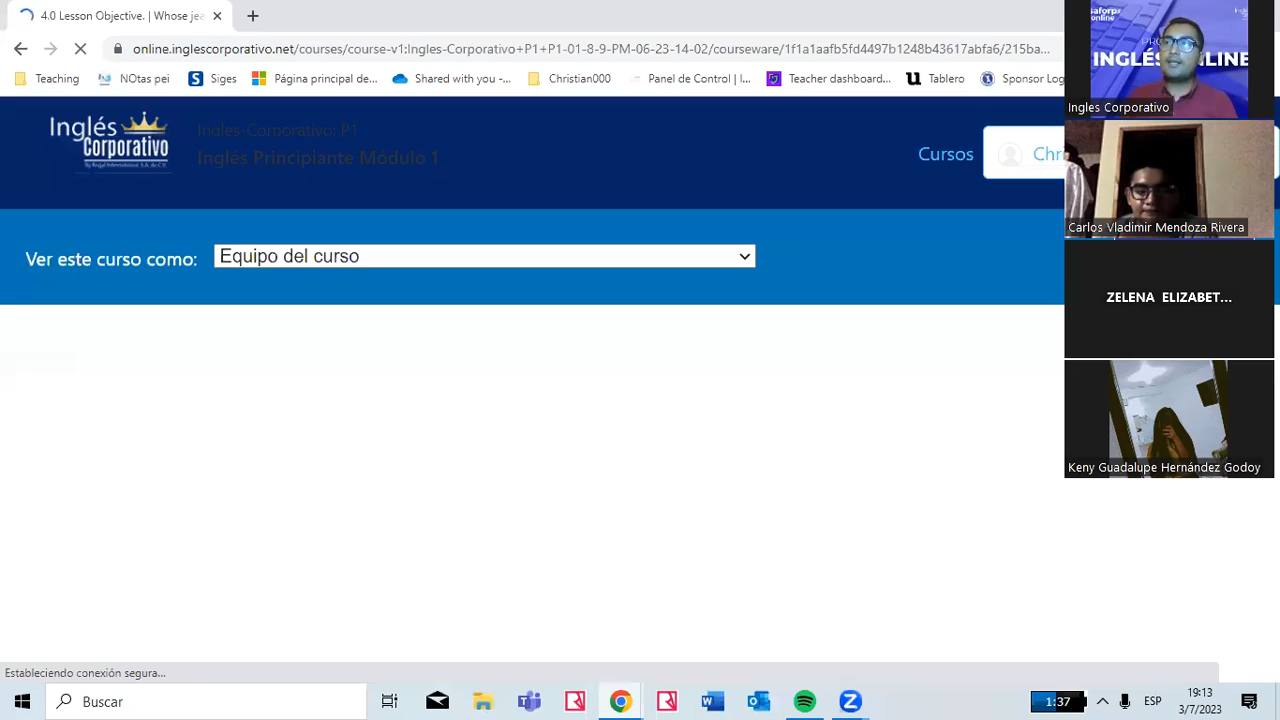 4.0 Lesson Objective. | Whose jea
online.inglescorporativo.net/courses/course-v1:Ingles-Corporativo+P1+P1-01-8-9-PM-06-23-14-02/courseware/1f1a1aafb5fd4497b1248b43617abfa6/215ba...
Teaching
NOtas pei
Siges
Página principal de...
Shared with you -...
Christian000
Panel de Control | I...
Teacher dashboard...
Tablero
Sponsor Log
Inglés
Corporativo
Ingles-Corporativo: P1
Inglés Principiante Módulo 1
Cursos
Chri
Ver este curso como:
Equipo del curso
saforp
online
INGLÉS ONLINE
Ingles Corporativo
Carlos Vladimir Mendoza Rivera
ZELENA ELIZABET...
Keny Guadalupe Hernández Godoy
Estableciendo conexión segura...
Buscar
1:37
ESP
19:13
3/7/2023